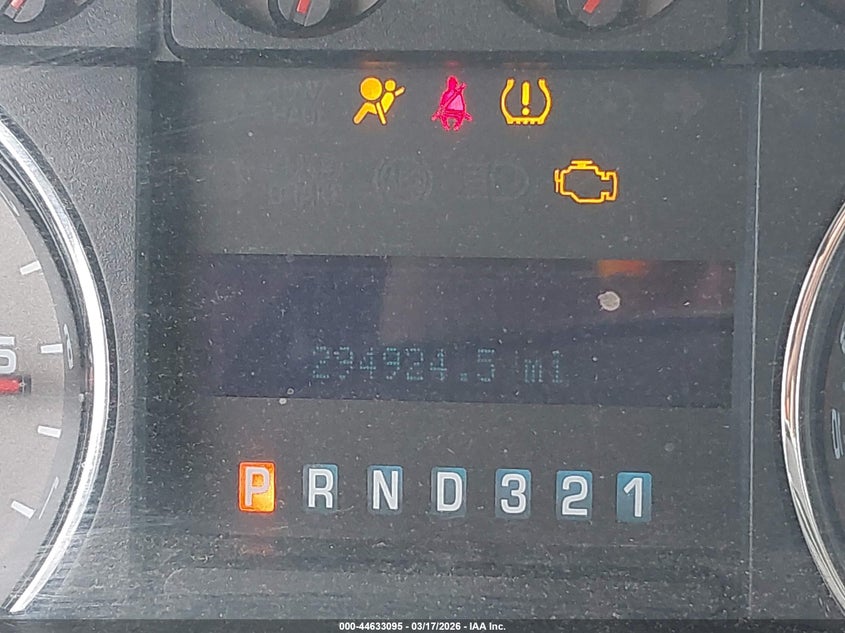 294924.5 mi
P R N D 3 2 1
000-44633095 - 03/17/2026 - IAA Inc.